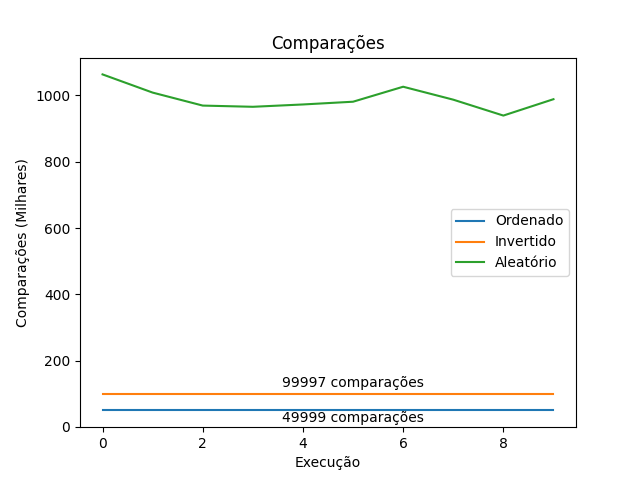 Comparações
Comparações (Milhares)
1000
800
600
400
200
0
Ordenado
Invertido
Aleatório
99997 comparações
49999 comparações
0 2 4 6 8
Execução